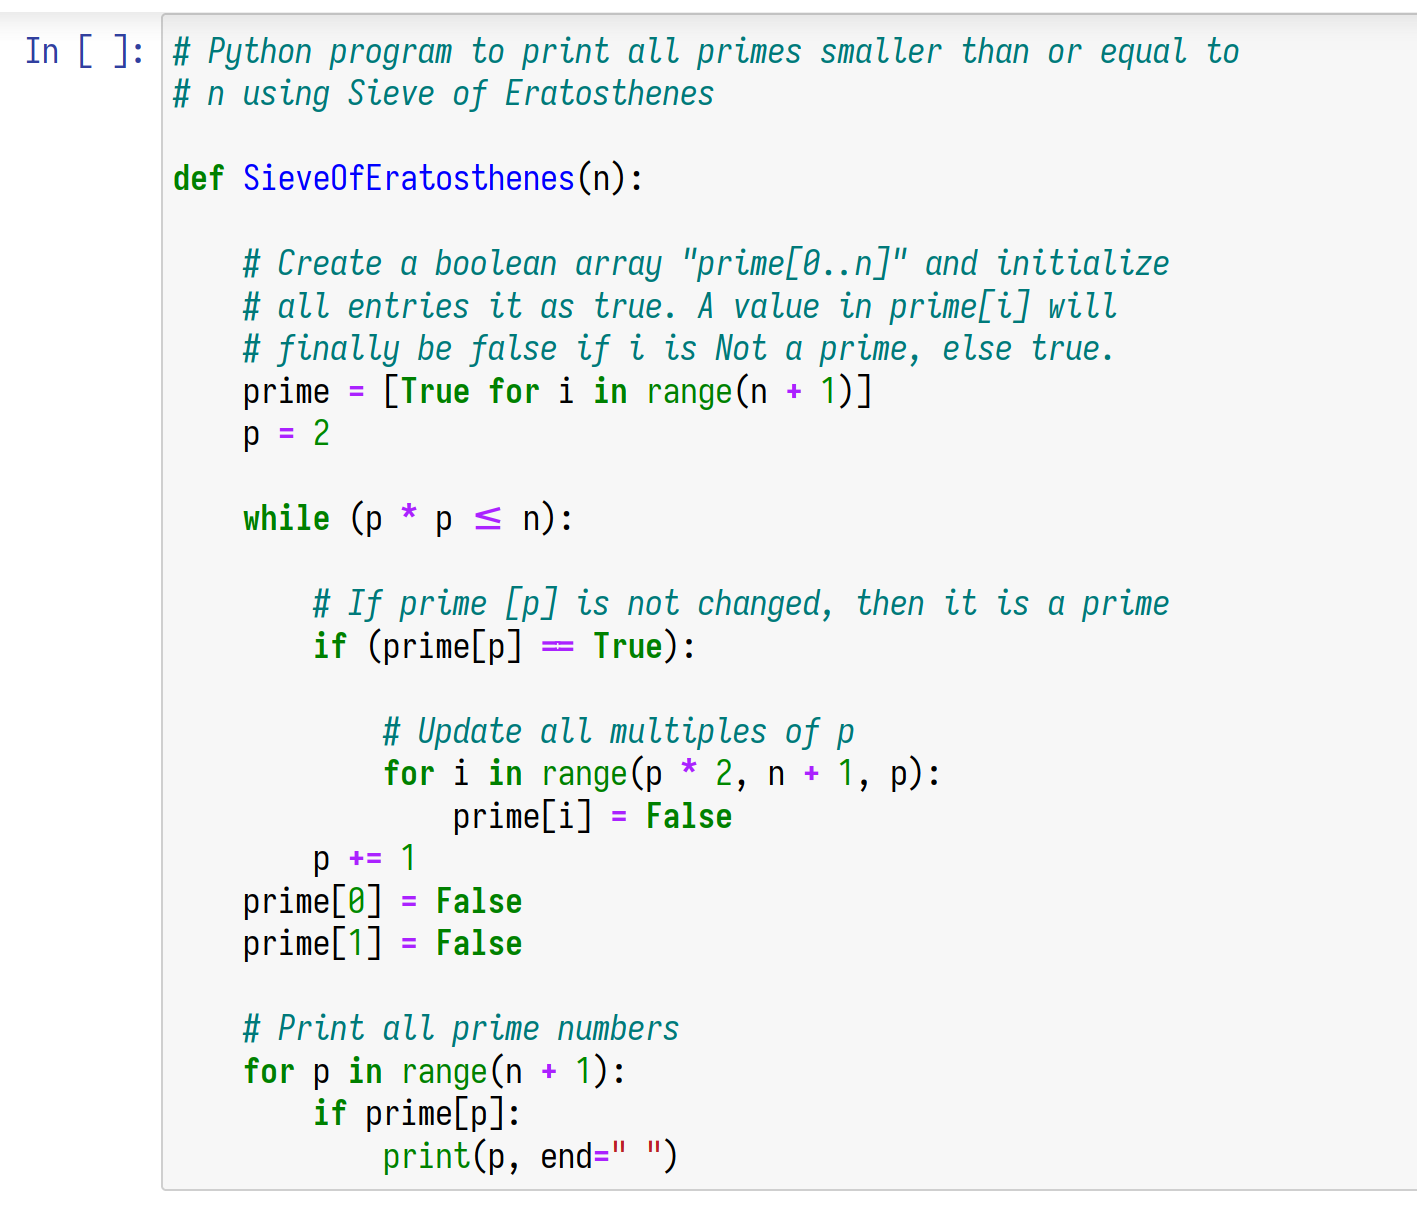 In [ ]:
# Python program to print all primes smaller than or equal to
# n using Sieve of Eratosthenes

def SieveOfEratosthenes(n):

    # Create a boolean array "prime[0..n]" and initialize
    # all entries it as true. A value in prime[i] will
    # finally be false if i is Not a prime, else true.
    prime = [True for i in range(n + 1)]
    p = 2

    while (p * p ≤ n):

        # If prime [p] is not changed, then it is a prime
        if (prime[p] == True):

            # Update all multiples of p
            for i in range(p * 2, n + 1, p):
                prime[i] = False
        p += 1
    prime[0] = False
    prime[1] = False

    # Print all prime numbers
    for p in range(n + 1):
        if prime[p]:
            print(p, end=" ")